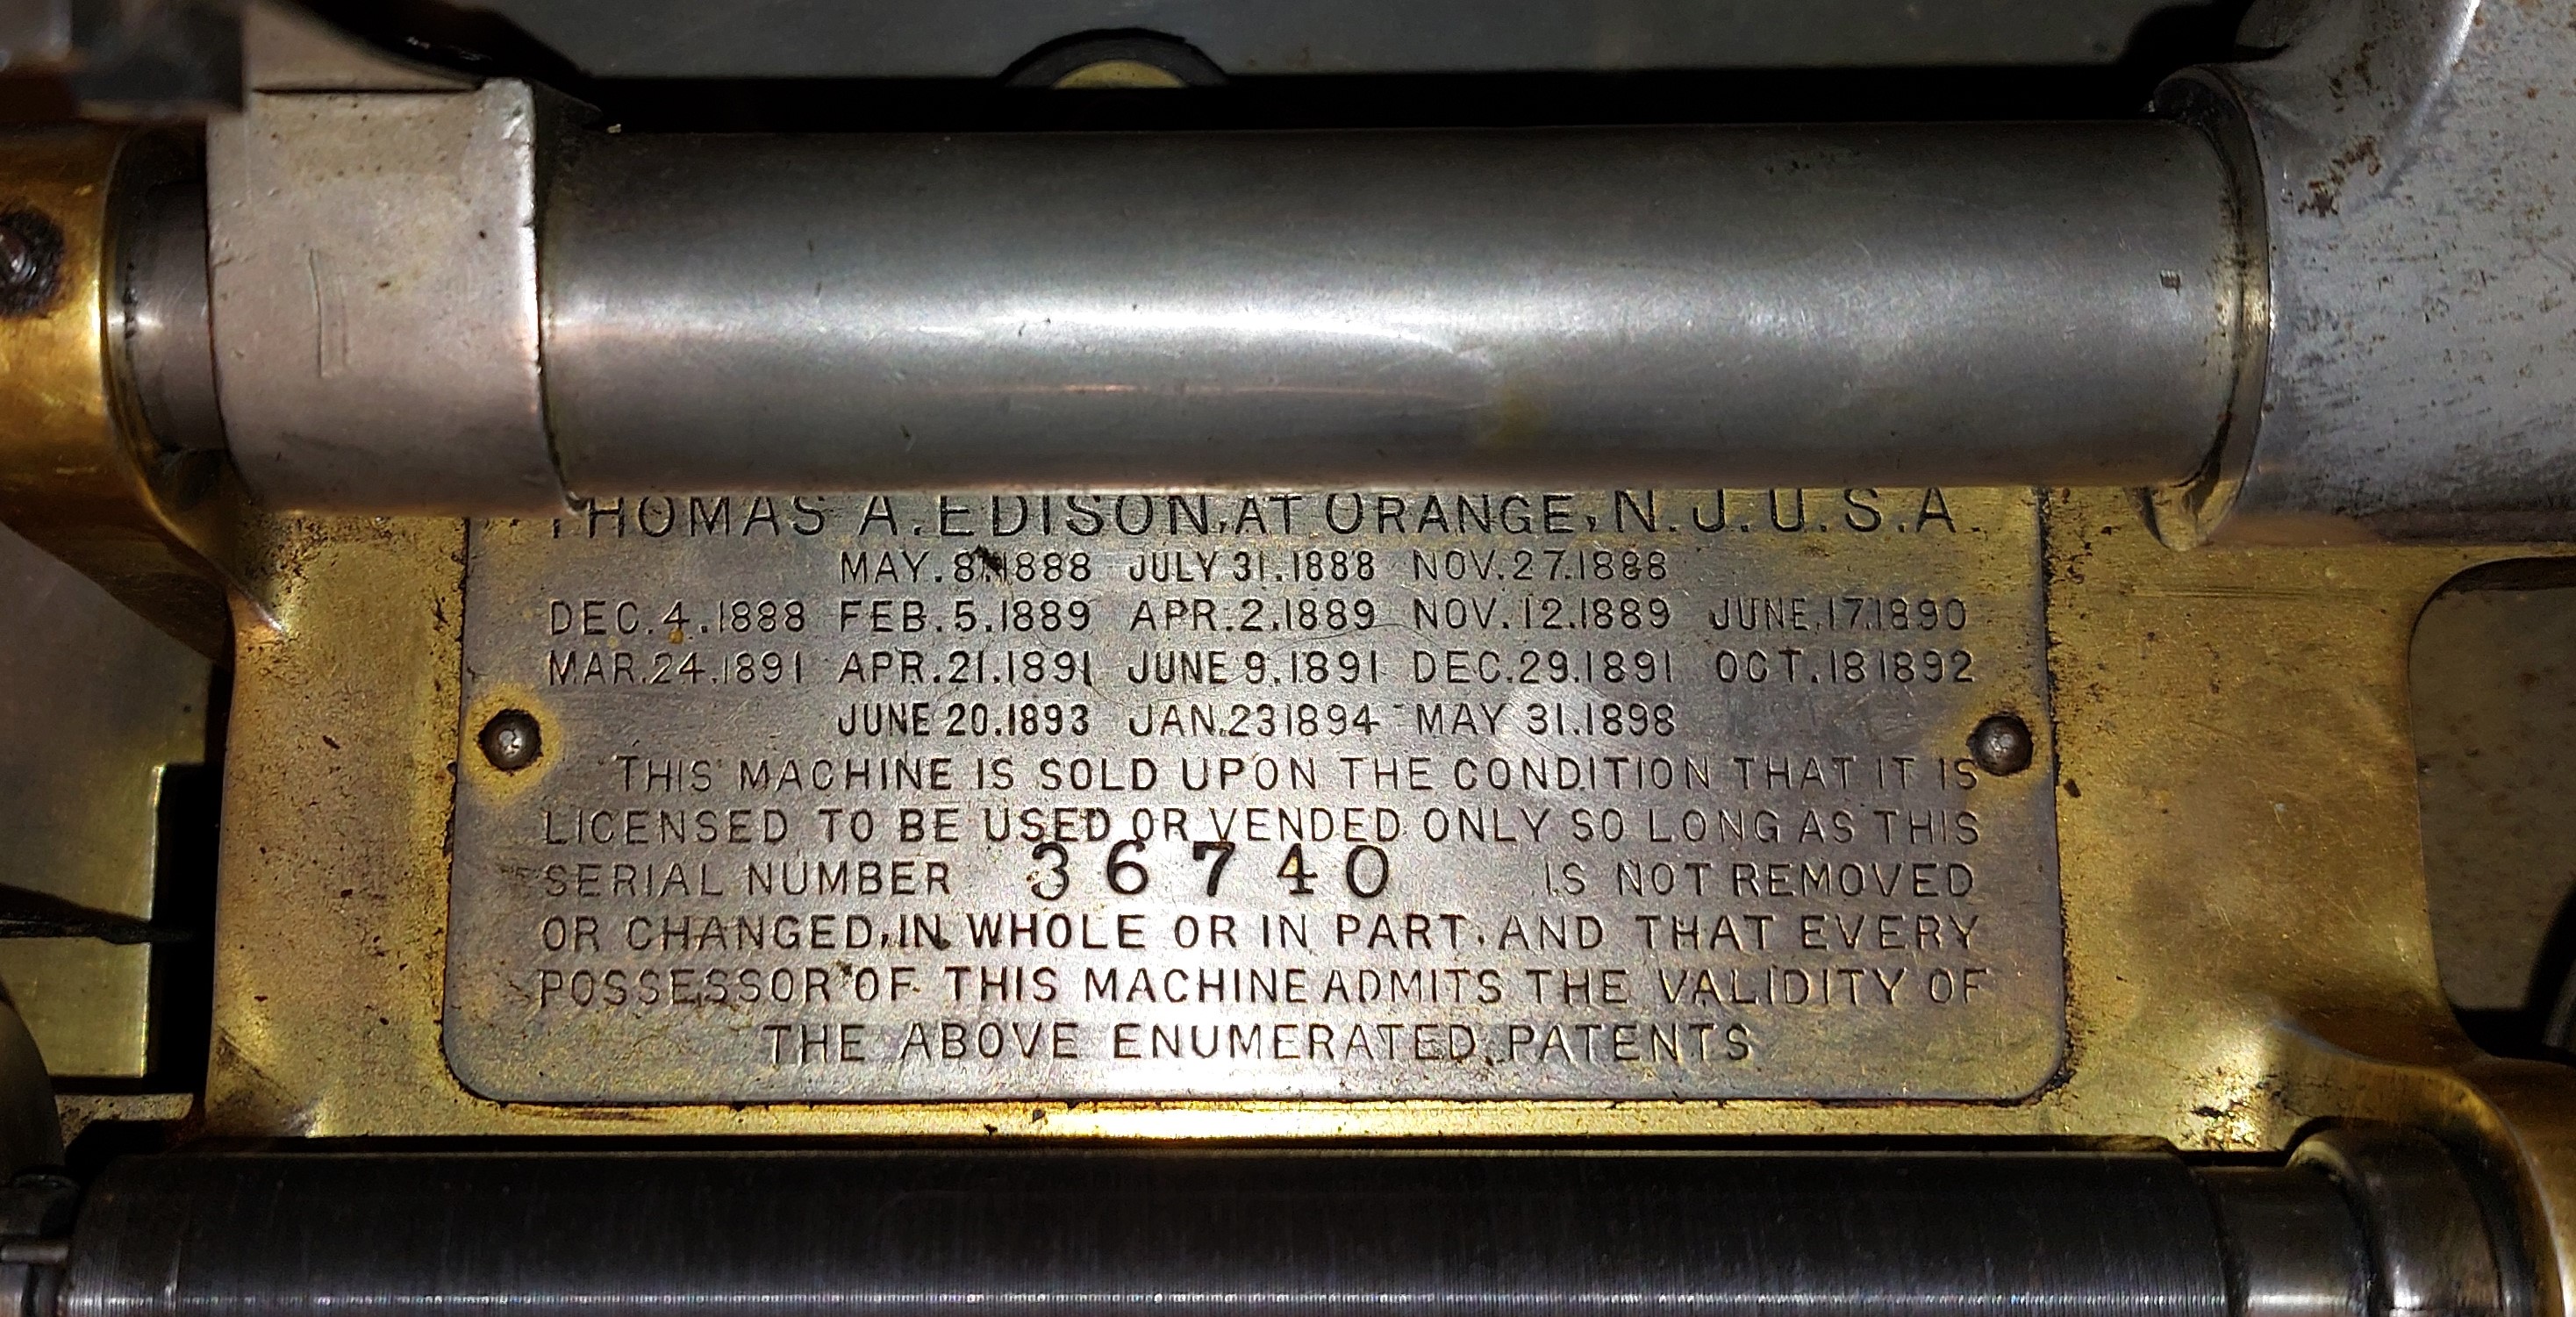 THOMAS A. EDISON, AT ORANGE, N.J. U.S.A.
MAY. 8. 1888 JULY 31. 1888 NOV. 27. 1888
DEC. 4. 1888 FEB. 5. 1889 APR. 2. 1889 NOV. 12. 1889 JUNE. 17. 1890
MAR. 24. 1891 APR. 21. 1891 JUNE 9. 1891 DEC. 29. 1891 OCT. 18 1892
JUNE 20. 1893 JAN. 23 1894 MAY 31. 1898
THIS MACHINE IS SOLD UPON THE CONDITION THAT IT IS
LICENSED TO BE USED OR VENDED ONLY SO LONG AS THIS
SERIAL NUMBER 36740 IS NOT REMOVED
OR CHANGED, IN WHOLE OR IN PART, AND THAT EVERY
POSSESSOR OF THIS MACHINE ADMITS THE VALIDITY OF
THE ABOVE ENUMERATED PATENTS